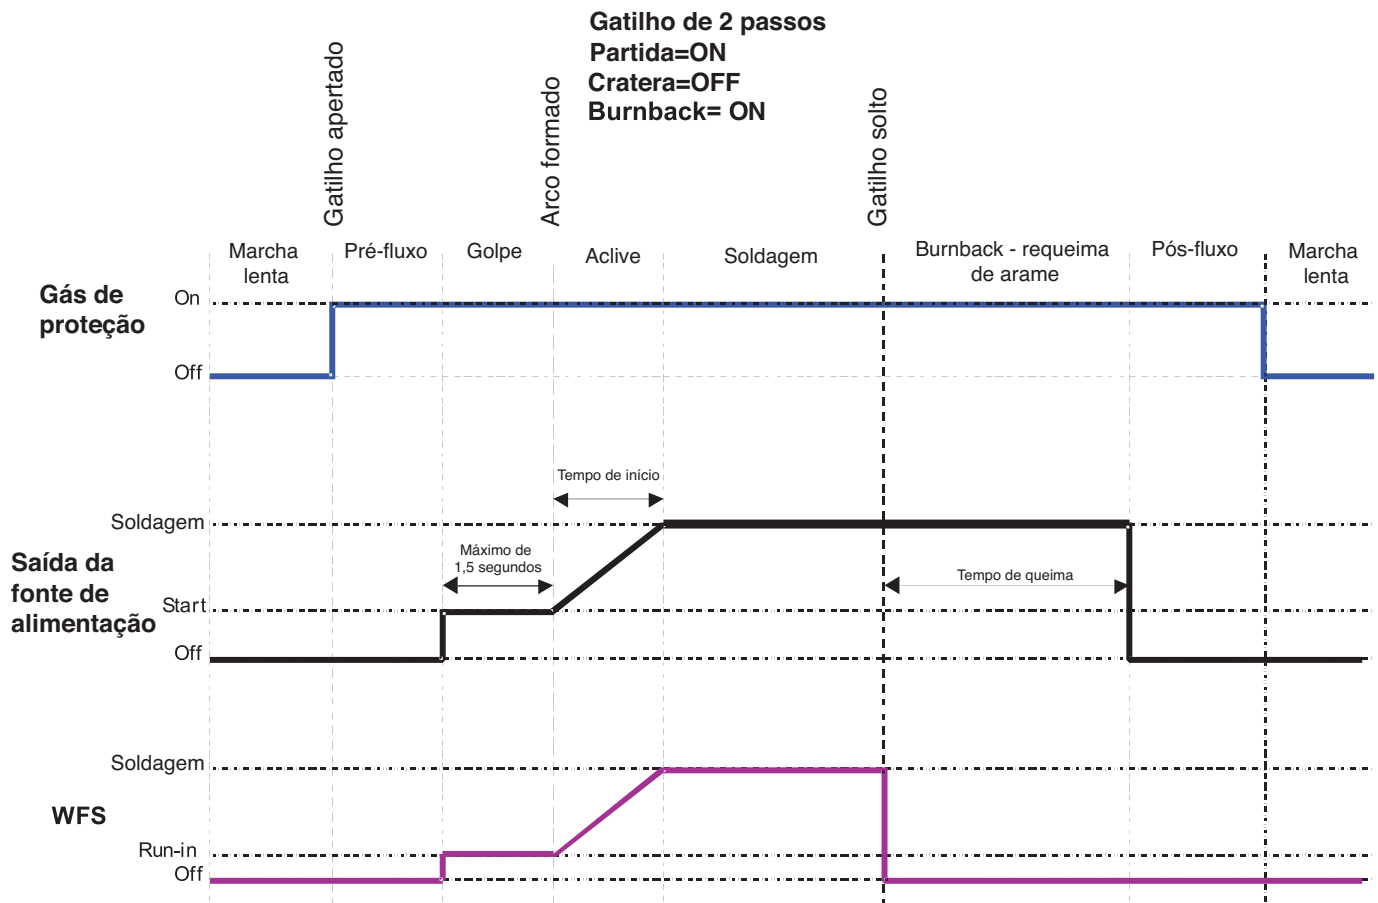 Gatilho de 2 passos
Partida=ON
Cratera=OFF
Burnback= ON
Gatilho apertado
Arco formado
Gatilho solto
Marcha
lenta
Pré-fluxo
Golpe
Aclive
Soldagem
Burnback - requeima
de arame
Pós-fluxo
Marcha
lenta
Gás de
proteção
On
Off
Tempo de início
Soldagem
Máximo de
1,5 segundos
Tempo de queima
Saída da
fonte de
alimentação
Start
Off
Soldagem
WFS
Run-in
Off